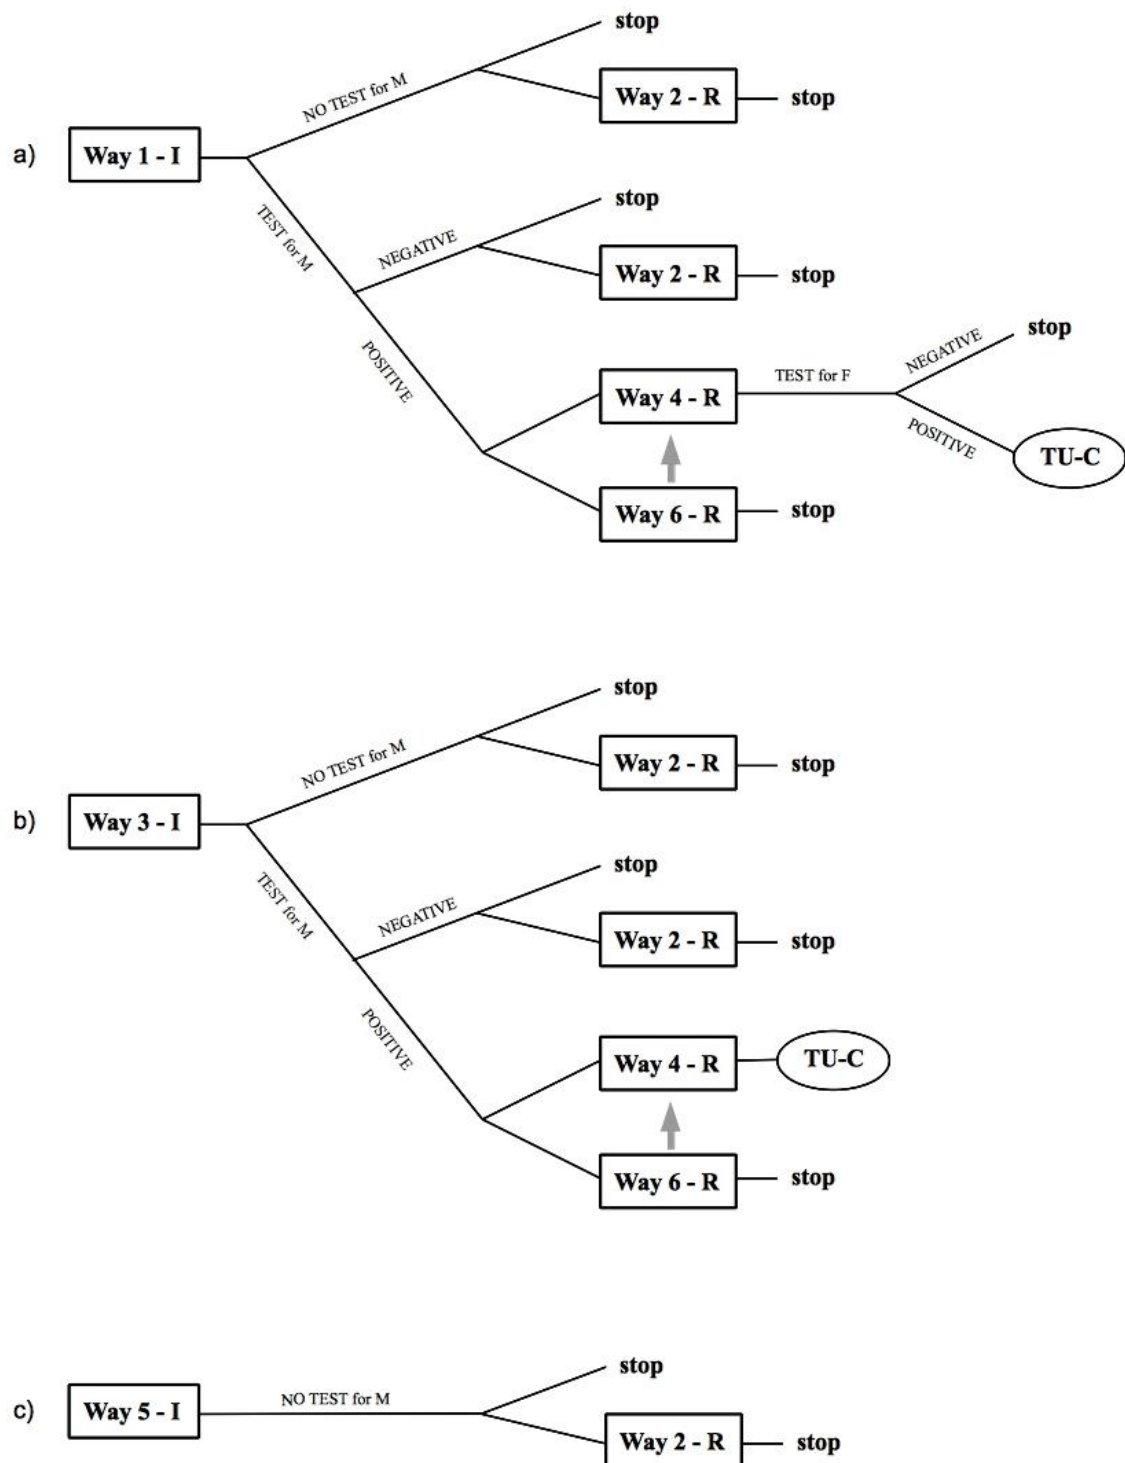 stop
NO TEST for M
Way 2 - R
stop
a)
Way 1 - I
TEST for M
stop
NEGATIVE
Way 2 - R
stop
POSITIVE
stop
NEGATIVE
TEST for F
Way 4 - R
POSITIVE
TU-C
Way 6 - R
stop
stop
NO TEST for M
Way 2 - R
stop
b)
Way 3 - I
TEST for M
stop
NEGATIVE
Way 2 - R
stop
POSITIVE
Way 4 - R
TU-C
Way 6 - R
stop
stop
c)
Way 5 - I
NO TEST for M
Way 2 - R
stop